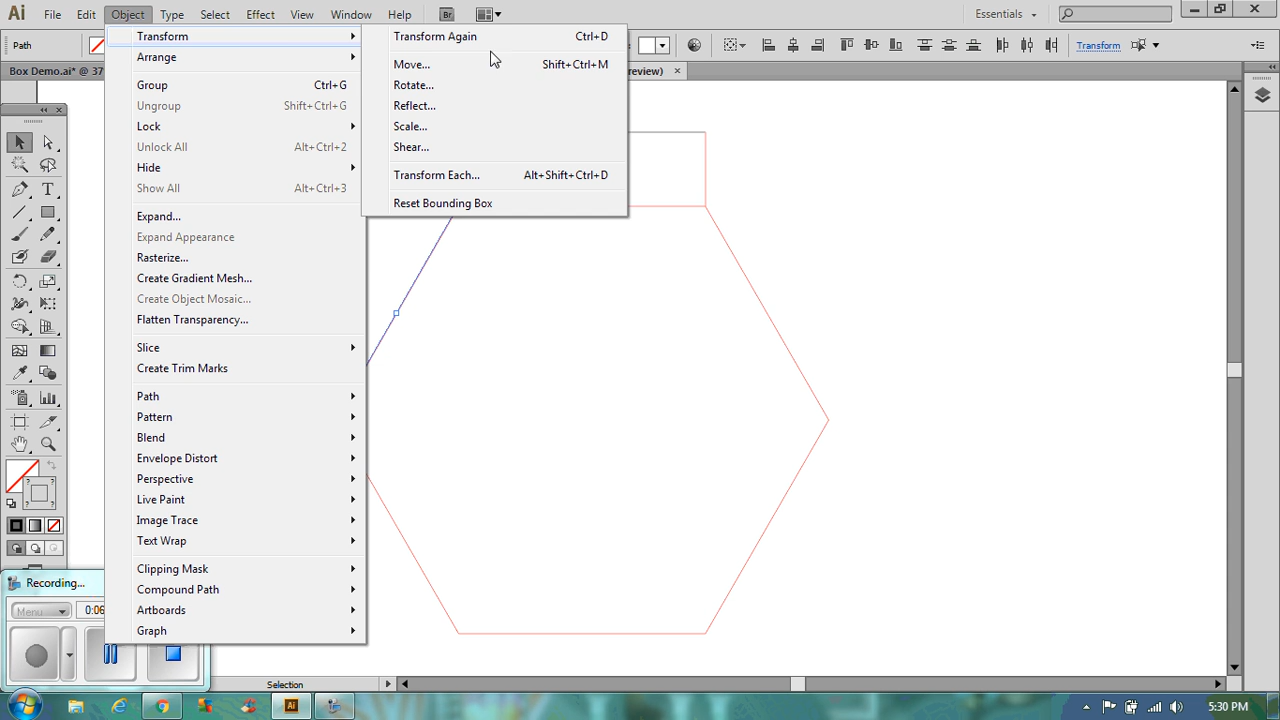 Ai File Edit Object Type Select Effect View Window Help Br Essentials
Path Transform
Box Demo.ai* @ 37 review) ×
Transform
Arrange
Group Ctrl+G
Ungroup Shift+Ctrl+G
Lock
Unlock All Alt+Ctrl+2
Hide
Show All Alt+Ctrl+3
Expand...
Expand Appearance
Rasterize...
Create Gradient Mesh...
Create Object Mosaic...
Flatten Transparency...
Slice
Create Trim Marks
Path
Pattern
Blend
Envelope Distort
Perspective
Live Paint
Image Trace
Text Wrap
Clipping Mask
Compound Path
Artboards
Graph
Transform Again Ctrl+D
Move... Shift+Ctrl+M
Rotate...
Reflect...
Scale...
Shear...
Transform Each... Alt+Shift+Ctrl+D
Reset Bounding Box
Recording...
Menu 0:06
Selection
Ai 5:30 PM